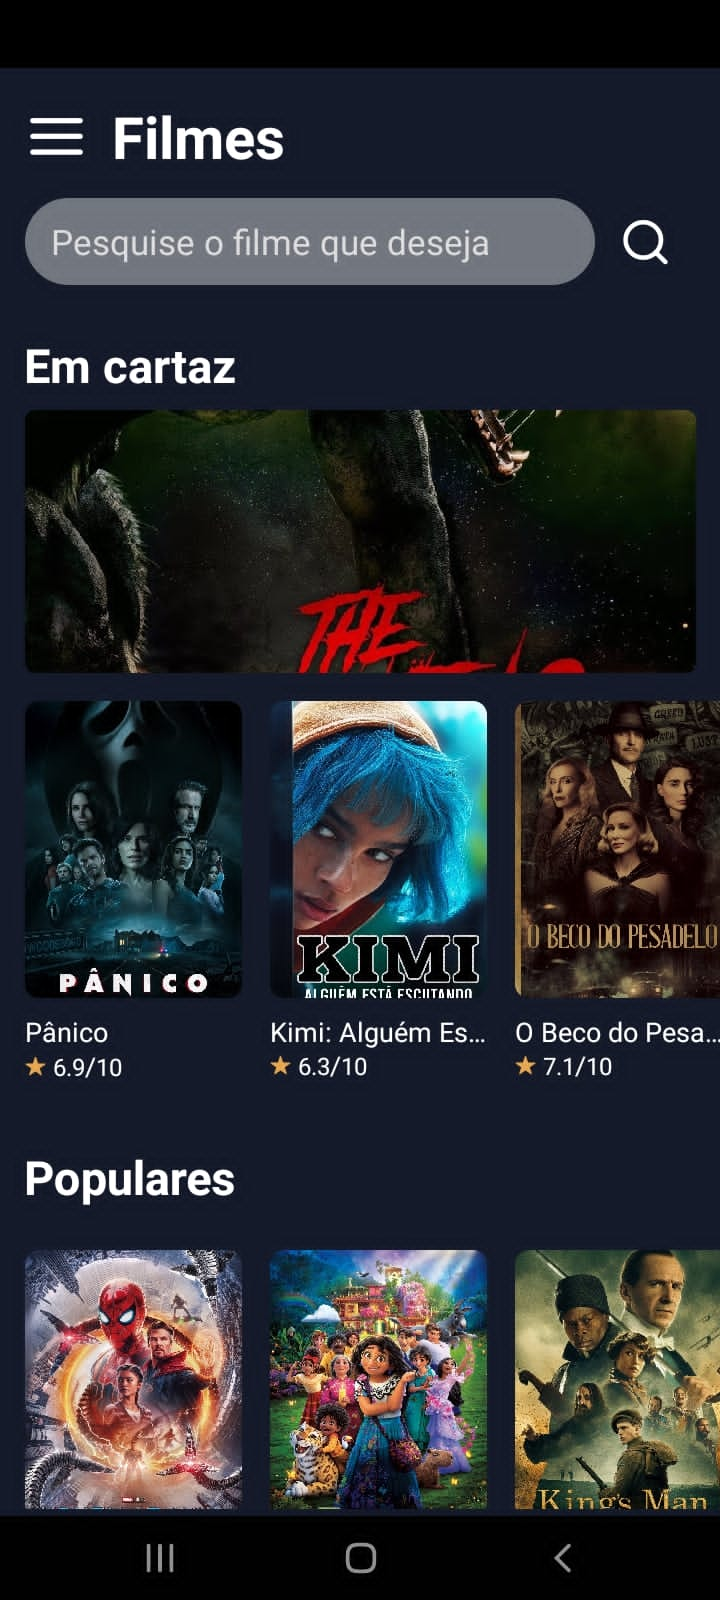 Filmes
Pesquise o filme que deseja
Em cartaz
THE
PÂNICO
KIMI
ALGUÉM ESTÁ ESCUTANDO
O BECO DO PESADELO
Pânico
Kimi: Alguém Es...
O Beco do Pesa...
6.9/10
6.3/10
7.1/10
Populares
King's Man